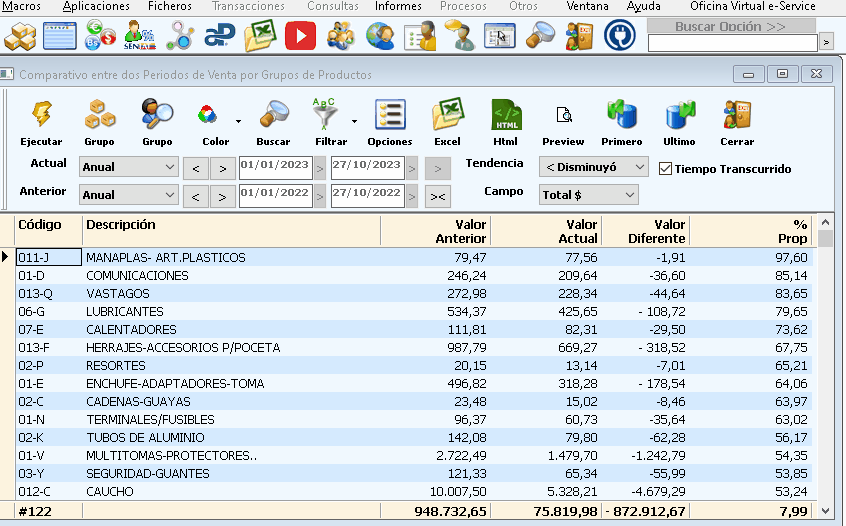 Macros Aplicaciones Ficheros Transacciones Consultas Informes Procesos Otros Ventana Ayuda Oficina Virtual e-Service
Buscar Opción >>
>
Comparativo entre dos Periodos de Venta por Grupos de Productos
Ejecutar Grupo Grupo Color Buscar Filtrar Opciones Excel Html Preview Primero Ultimo Cerrar
Actual Anual < > 01/01/2023 > 27/10/2023 > > Tendencia < Disminuyó Tiempo Transcurrido
Anterior Anual < > 01/01/2022 > 27/10/2022 > >< Campo Total $
Código Descripción Valor Anterior Valor Actual Valor Diferente % Prop
011-J MANAPLAS- ART.PLASTICOS 79,47 77,56 -1,91 97,60
01-D COMUNICACIONES 246,24 209,64 -36,60 85,14
013-Q VASTAGOS 272,98 228,34 -44,64 83,65
06-G LUBRICANTES 534,37 425,65 - 108,72 79,65
07-E CALENTADORES 111,81 82,31 -29,50 73,62
013-F HERRAJES-ACCESORIOS P/POCETA 987,79 669,27 - 318,52 67,75
02-P RESORTES 20,15 13,14 -7,01 65,21
01-E ENCHUFE-ADAPTADORES-TOMA 496,82 318,28 - 178,54 64,06
02-C CADENAS-GUAYAS 23,48 15,02 -8,46 63,97
01-N TERMINALES/FUSIBLES 96,37 60,73 -35,64 63,02
02-K TUBOS DE ALUMINIO 142,08 79,80 -62,28 56,17
01-V MULTITOMAS-PROTECTORES.. 2.722,49 1.479,70 -1.242,79 54,35
03-Y SEGURIDAD-GUANTES 121,33 65,34 -55,99 53,85
012-C CAUCHO 10.007,50 5.328,21 -4.679,29 53,24
#122 948.732,65 75.819,98 - 872.912,67 7,99